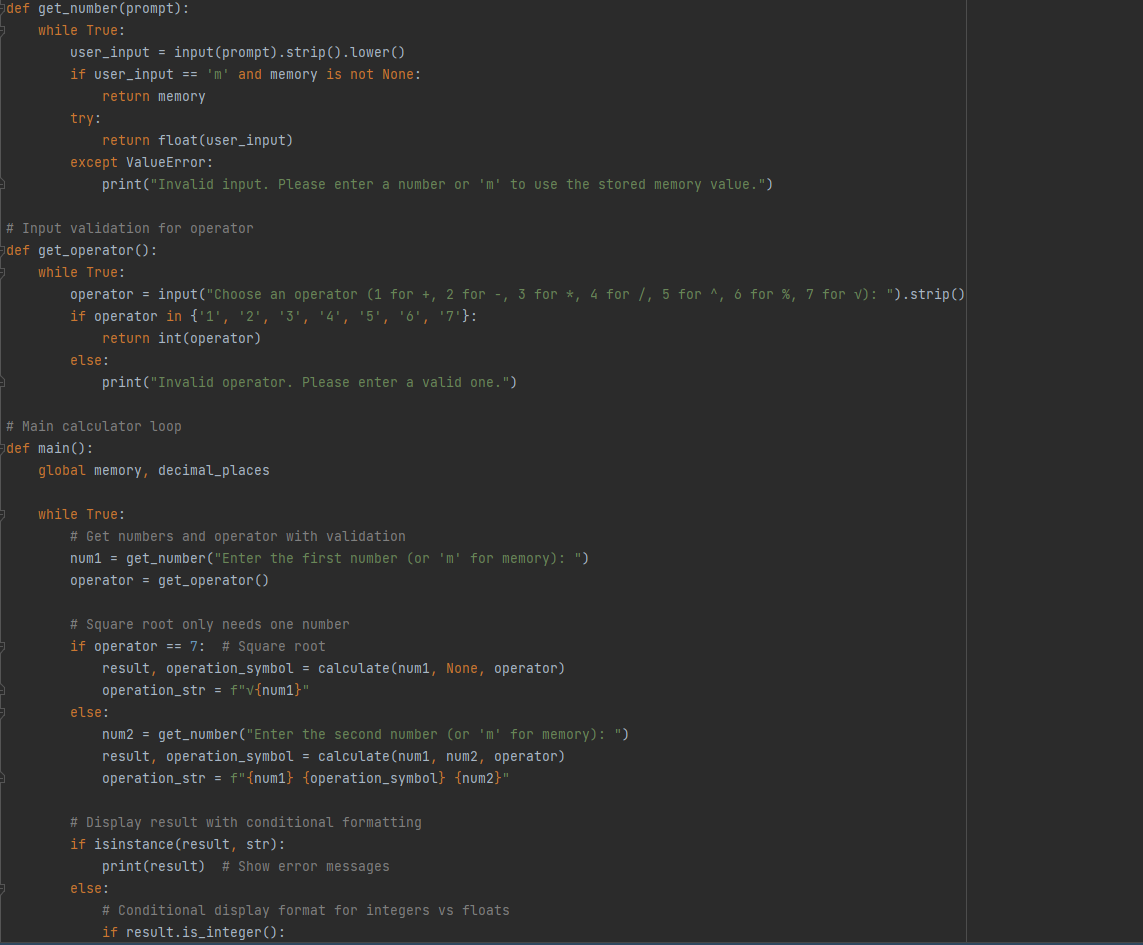 def get_number(prompt):
    while True:
        user_input = input(prompt).strip().lower()
        if user_input == 'm' and memory is not None:
            return memory
        try:
            return float(user_input)
        except ValueError:
            print("Invalid input. Please enter a number or 'm' to use the stored memory value.")

# Input validation for operator
def get_operator():
    while True:
        operator = input("Choose an operator (1 for +, 2 for -, 3 for *, 4 for /, 5 for ^, 6 for %, 7 for √): ").strip()
        if operator in {'1', '2', '3', '4', '5', '6', '7'}:
            return int(operator)
        else:
            print("Invalid operator. Please enter a valid one.")

# Main calculator loop
def main():
    global memory, decimal_places

    while True:
        # Get numbers and operator with validation
        num1 = get_number("Enter the first number (or 'm' for memory): ")
        operator = get_operator()

        # Square root only needs one number
        if operator == 7:  # Square root
            result, operation_symbol = calculate(num1, None, operator)
            operation_str = f"√{num1}"
        else:
            num2 = get_number("Enter the second number (or 'm' for memory): ")
            result, operation_symbol = calculate(num1, num2, operator)
            operation_str = f"{num1} {operation_symbol} {num2}"

        # Display result with conditional formatting
        if isinstance(result, str):
            print(result)  # Show error messages
        else:
            # Conditional display format for integers vs floats
            if result.is_integer():